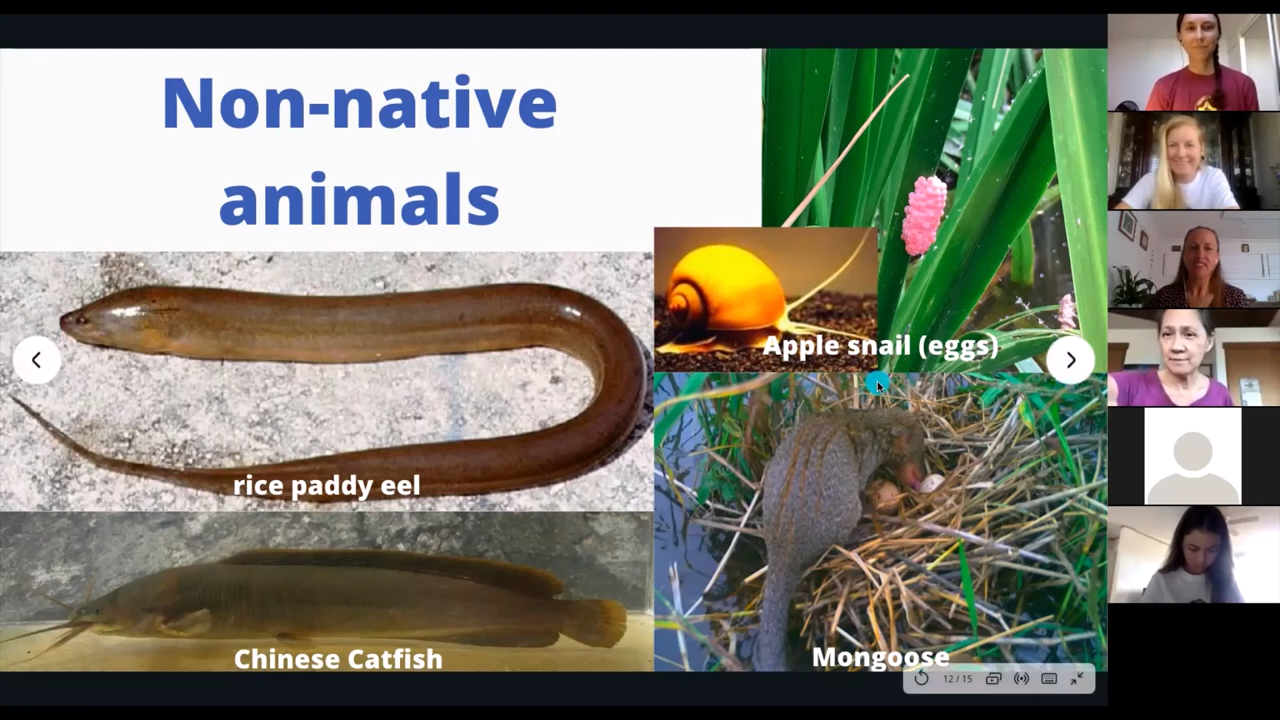 Non-native
animals
Apple snail (eggs)
rice paddy eel
Chinese Catfish
Mongoose
12 / 15